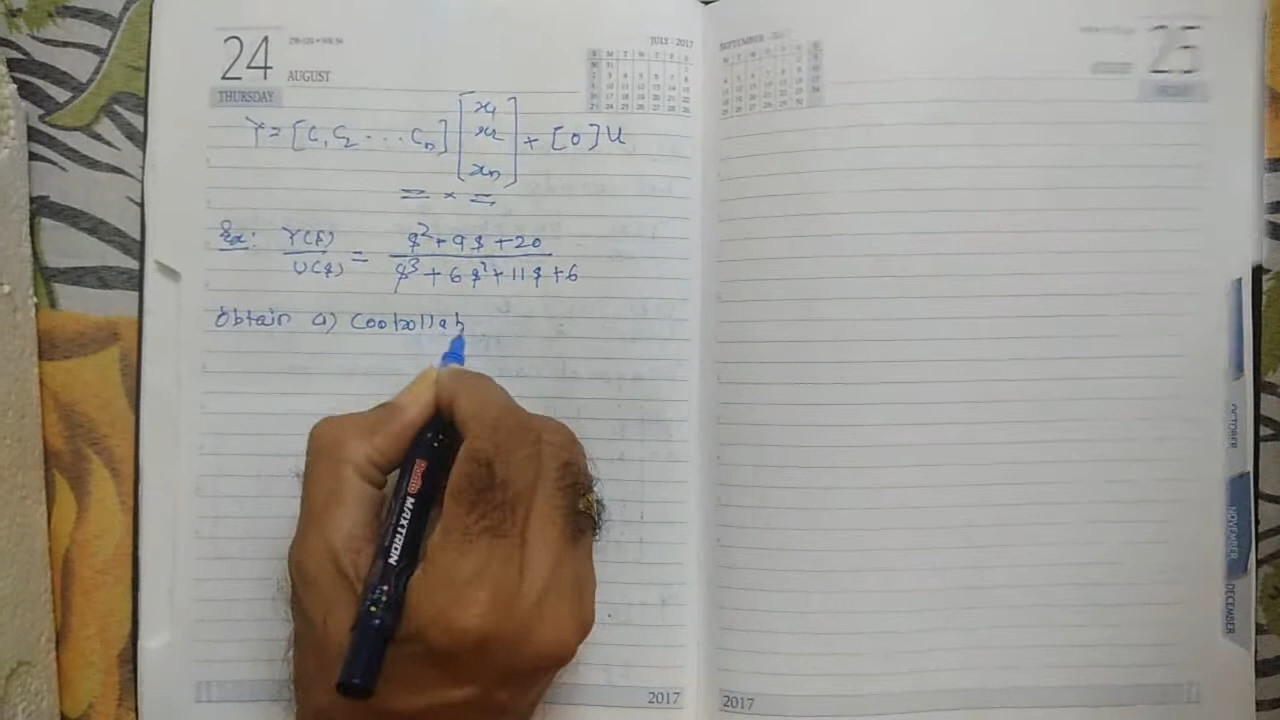 24
AUGUST
THURSDAY
JULY - 2017
Y = [C1 C2 ... Cn] [x1 x2 xn] + [0] U
Ex: Y(s)/U(s) = s²+9s+20 / s³+6s²+11s+6
Obtain a) Controllab
MAXTRON
2017
SEPTEMBER
25
2017
OCTOBER
NOVEMBER
DECEMBER